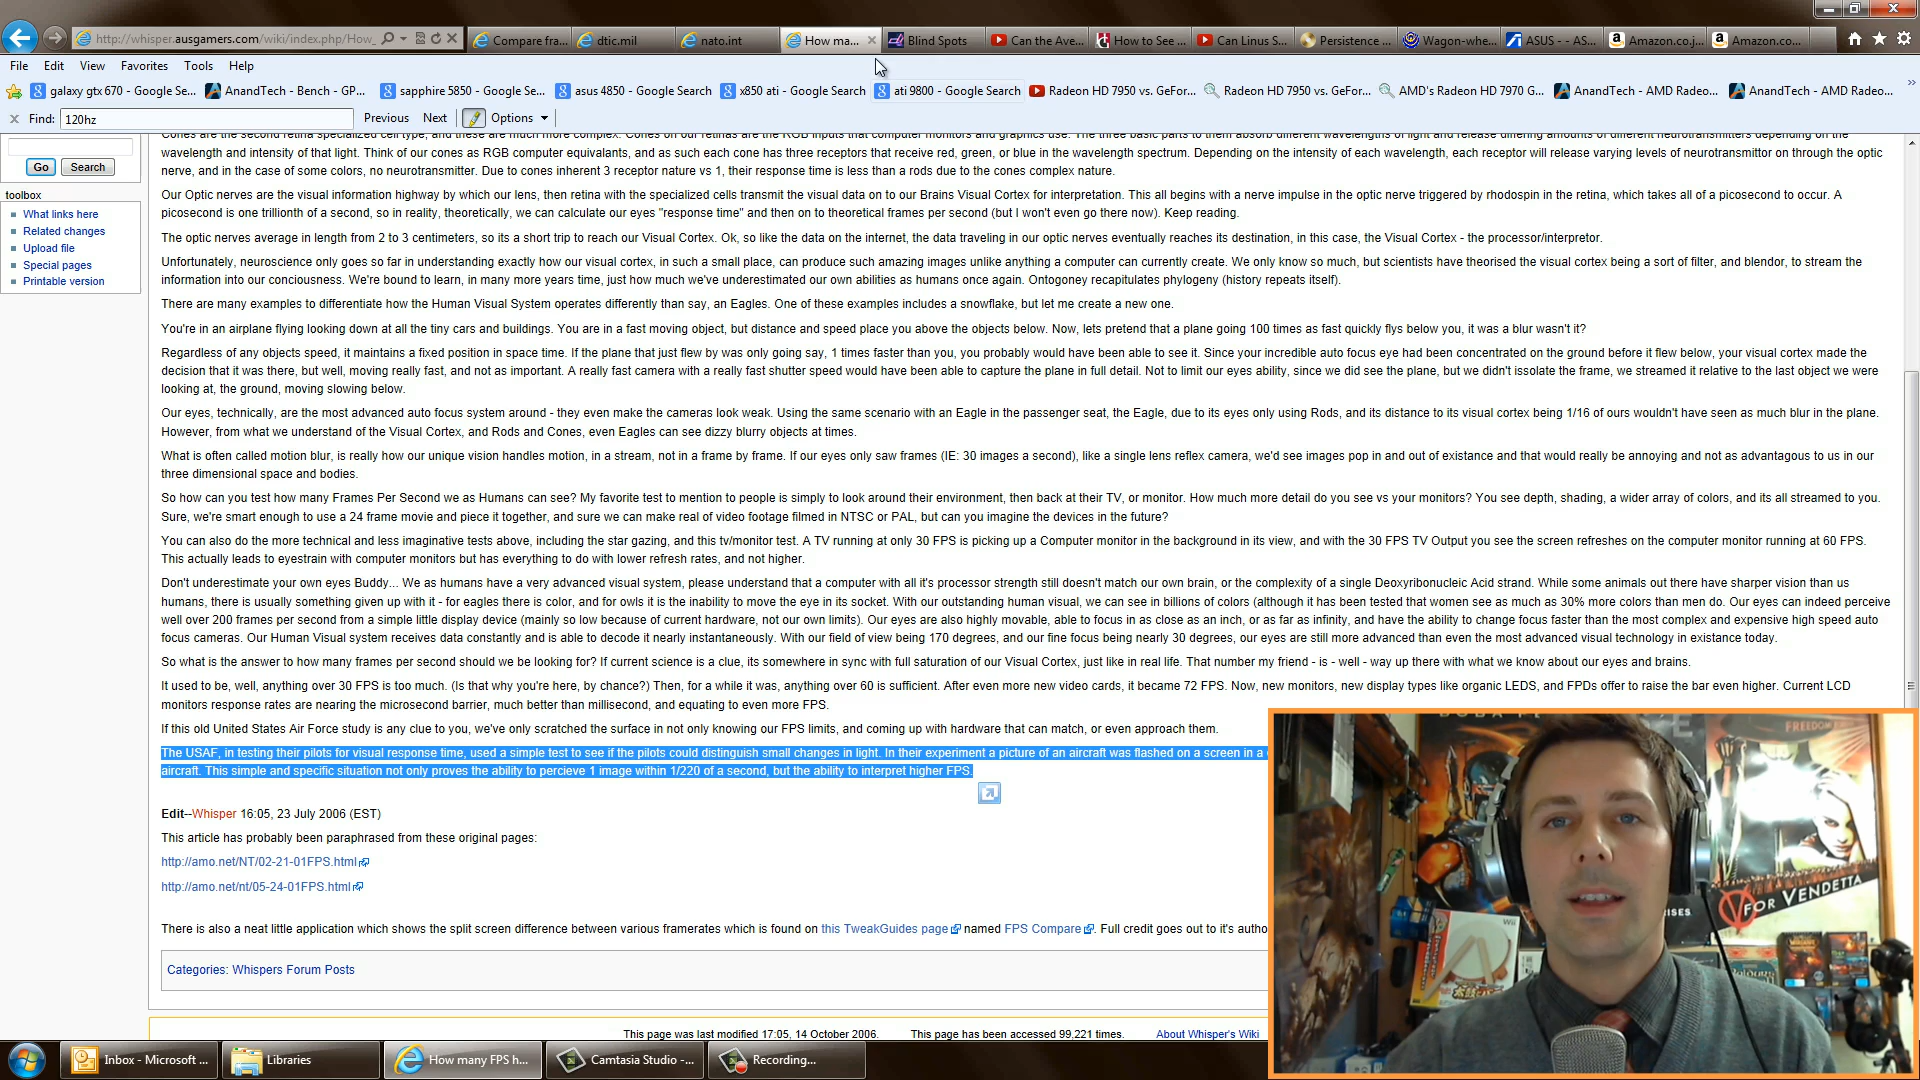 http://whisper.ausgamers.com/wiki/index.php/How_
Compare fra...
dtic.mil
nato.int
How ma...
Blind Spots
Can the Ave...
How to See ...
Can Linus S...
Persistence ...
Wagon-whe...
ASUS - - AS...
Amazon.co.j...
Amazon.co...
File Edit View Favorites Tools Help
galaxy gtx 670 - Google Se...
AnandTech - Bench - GP...
sapphire 5850 - Google Se...
asus 4850 - Google Search
x850 ati - Google Search
ati 9800 - Google Search
Radeon HD 7950 vs. GeFor...
Radeon HD 7950 vs. GeFor...
AMD's Radeon HD 7970 G...
AnandTech - AMD Radeo...
AnandTech - AMD Radeo...
Find: 120hz Previous Next Options
Go Search
toolbox
What links here
Related changes
Upload file
Special pages
Printable version
Cones are the second retina specialized cell type, and these are much more complex. Cones on our retinas are the RGB inputs that computer monitors and graphics use. The three basic parts to them absorb different wavelengths of light and release differing amounts of different neurotransmitters depending on the
wavelength and intensity of that light. Think of our cones as RGB computer equivalants, and as such each cone has three receptors that receive red, green, or blue in the wavelength spectrum. Depending on the intensity of each wavelength, each receptor will release varying levels of neurotransmittor on through the optic
nerve, and in the case of some colors, no neurotransmitter. Due to cones inherent 3 receptor nature vs 1, their response time is less than a rods due to the cones complex nature.
Our Optic nerves are the visual information highway by which our lens, then retina with the specialized cells transmit the visual data on to our Brains Visual Cortex for interpretation. This all begins with a nerve impulse in the optic nerve triggered by rhodospin in the retina, which takes all of a picosecond to occur. A
picosecond is one trillionth of a second, so in reality, theoretically, we can calculate our eyes "response time" and then on to theoretical frames per second (but I won't even go there now). Keep reading.
The optic nerves average in length from 2 to 3 centimeters, so its a short trip to reach our Visual Cortex. Ok, so like the data on the internet, the data traveling in our optic nerves eventually reaches its destination, in this case, the Visual Cortex - the processor/interpretor.
Unfortunately, neuroscience only goes so far in understanding exactly how our visual cortex, in such a small place, can produce such amazing images unlike anything a computer can currently create. We only know so much, but scientists have theorised the visual cortex being a sort of filter, and blendor, to stream the
information into our conciousness. We're bound to learn, in many more years time, just how much we've underestimated our own abilities as humans once again. Ontogoney recapitulates phylogeny (history repeats itself).
There are many examples to differentiate how the Human Visual System operates differently than say, an Eagles. One of these examples includes a snowflake, but let me create a new one.
You're in an airplane flying looking down at all the tiny cars and buildings. You are in a fast moving object, but distance and speed place you above the objects below. Now, lets pretend that a plane going 100 times as fast quickly flys below you, it was a blur wasn't it?
Regardless of any objects speed, it maintains a fixed position in space time. If the plane that just flew by was only going say, 1 times faster than you, you probably would have been able to see it. Since your incredible auto focus eye had been concentrated on the ground before it flew below, your visual cortex made the
decision that it was there, but well, moving really fast, and not as important. A really fast camera with a really fast shutter speed would have been able to capture the plane in full detail. Not to limit our eyes ability, since we did see the plane, but we didn't issolate the frame, we streamed it relative to the last object we were
looking at, the ground, moving slowing below.
Our eyes, technically, are the most advanced auto focus system around - they even make the cameras look weak. Using the same scenario with an Eagle in the passenger seat, the Eagle, due to its eyes only using Rods, and its distance to its visual cortex being 1/16 of ours wouldn't have seen as much blur in the plane.
However, from what we understand of the Visual Cortex, and Rods and Cones, even Eagles can see dizzy blurry objects at times.
What is often called motion blur, is really how our unique vision handles motion, in a stream, not in a frame by frame. If our eyes only saw frames (IE: 30 images a second), like a single lens reflex camera, we'd see images pop in and out of existance and that would really be annoying and not as advantagous to us in our
three dimensional space and bodies.
So how can you test how many Frames Per Second we as Humans can see? My favorite test to mention to people is simply to look around their environment, then back at their TV, or monitor. How much more detail do you see vs your monitors? You see depth, shading, a wider array of colors, and its all streamed to you.
Sure, we're smart enough to use a 24 frame movie and piece it together, and sure we can make real of video footage filmed in NTSC or PAL, but can you imagine the devices in the future?
You can also do the more technical and less imaginative tests above, including the star gazing, and this tv/monitor test. A TV running at only 30 FPS is picking up a Computer monitor in the background in its view, and with the 30 FPS TV Output you see the screen refreshes on the computer monitor running at 60 FPS.
This actually leads to eyestrain with computer monitors but has everything to do with lower refresh rates, and not higher.
Don't underestimate your own eyes Buddy... We as humans have a very advanced visual system, please understand that a computer with all it's processor strength still doesn't match our own brain, or the complexity of a single Deoxyribonucleic Acid strand. While some animals out there have sharper vision than us
humans, there is usually something given up with it - for eagles there is color, and for owls it is the inability to move the eye in its socket. With our outstanding human visual, we can see in billions of colors (although it has been tested that women see as much as 30% more colors than men do. Our eyes can indeed perceive
well over 200 frames per second from a simple little display device (mainly so low because of current hardware, not our own limits). Our eyes are also highly movable, able to focus in as close as an inch, or as far as infinity, and have the ability to change focus faster than the most complex and expensive high speed auto
focus cameras. Our Human Visual system receives data constantly and is able to decode it nearly instantaneously. With our field of view being 170 degrees, and our fine focus being nearly 30 degrees, our eyes are still more advanced than even the most advanced visual technology in existance today.
So what is the answer to how many frames per second should we be looking for? If current science is a clue, its somewhere in sync with full saturation of our Visual Cortex, just like in real life. That number my friend - is - well - way up there with what we know about our eyes and brains.
It used to be, well, anything over 30 FPS is too much. (Is that why you're here, by chance?) Then, for a while it was, anything over 60 is sufficient. After even more new video cards, it became 72 FPS. Now, new monitors, new display types like organic LEDS, and FPDs offer to raise the bar even higher. Current LCD
monitors response rates are nearing the microsecond barrier, much better than millisecond, and equating to even more FPS.
If this old United States Air Force study is any clue to you, we've only scratched the surface in not only knowing our FPS limits, and coming up with hardware that can match, or even approach them.
The USAF, in testing their pilots for visual response time, used a simple test to see if the pilots could distinguish small changes in light. In their experiment a picture of an aircraft was flashed on a screen in a
aircraft. This simple and specific situation not only proves the ability to percieve 1 image within 1/220 of a second, but the ability to interpret higher FPS.
Edit--Whisper 16:05, 23 July 2006 (EST)
This article has probably been paraphrased from these original pages:
http://amo.net/NT/02-21-01FPS.html
http://amo.net/nt/05-24-01FPS.html
There is also a neat little application which shows the split screen difference between various framerates which is found on this TweakGuides page named FPS Compare. Full credit goes out to it's autho
Categories: Whispers Forum Posts
This page was last modified 17:05, 14 October 2006. This page has been accessed 99,221 times. About Whisper's Wiki
FREEDOM
V FOR VENDETTA
RISES
Wii
Inbox - Microsoft ...
Libraries
How many FPS h...
Camtasia Studio -...
Recording...